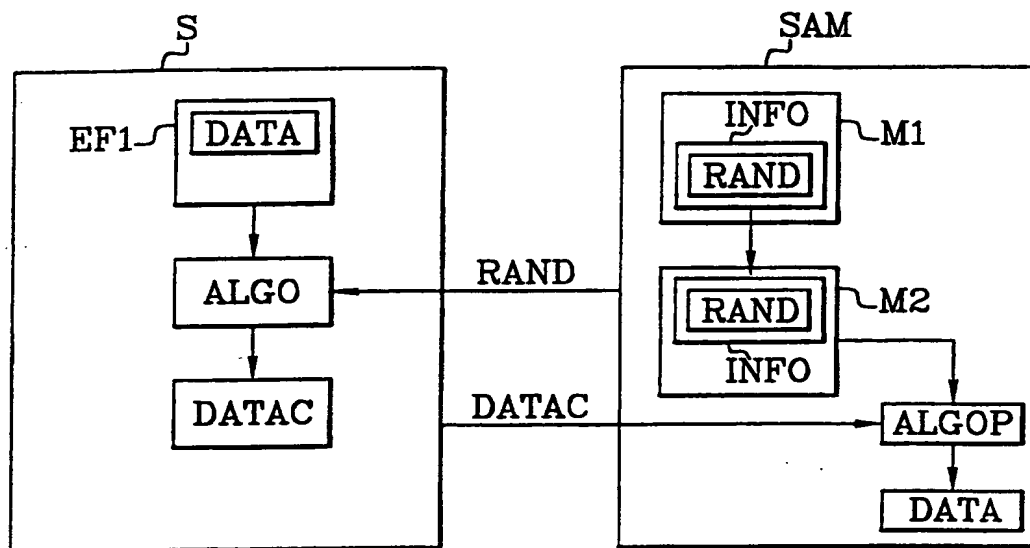 S
SAM
EF1
DATA
INFO
M1
RAND
ALGO
RAND
M2
RAND
INFO
DATAC
DATAC
ALGOP
DATA